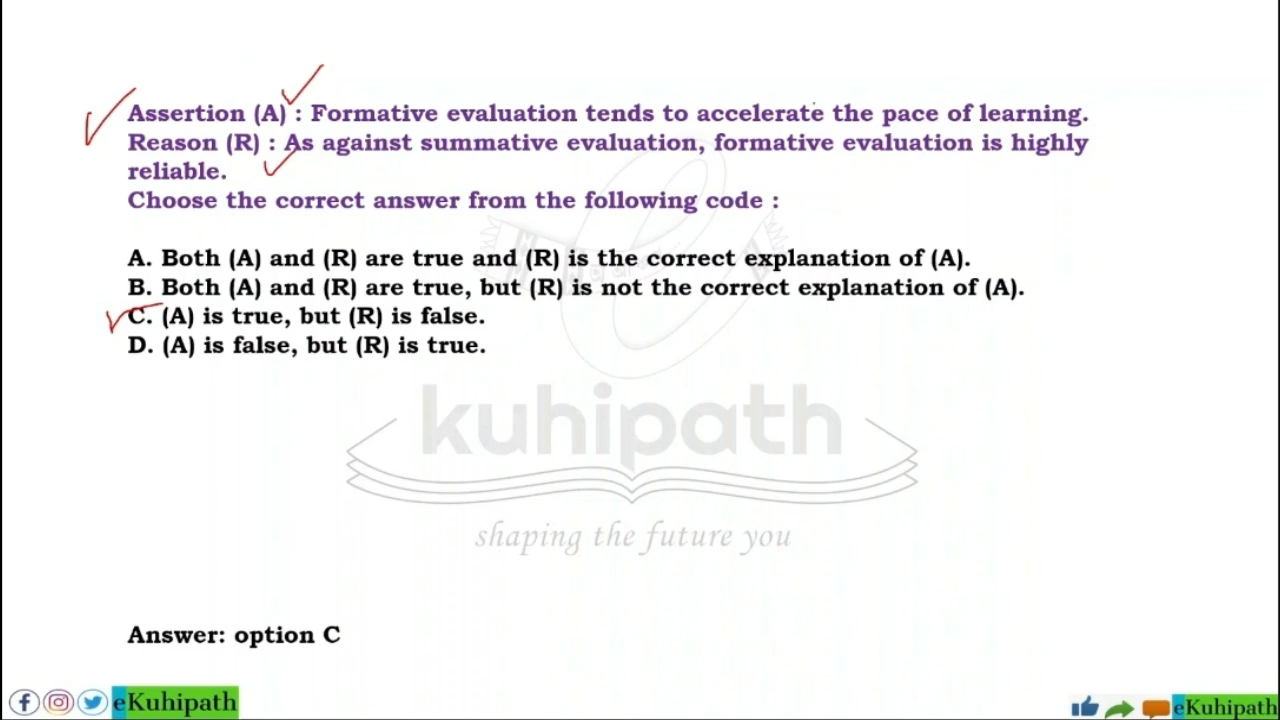 Assertion (A) : Formative evaluation tends to accelerate the pace of learning.
Reason (R) : As against summative evaluation, formative evaluation is highly
reliable.
Choose the correct answer from the following code :
A. Both (A) and (R) are true and (R) is the correct explanation of (A).
B. Both (A) and (R) are true, but (R) is not the correct explanation of (A).
C. (A) is true, but (R) is false.
D. (A) is false, but (R) is true.
kuhipath
shaping the future you
Answer: option C
eKuhipath
eKuhipath